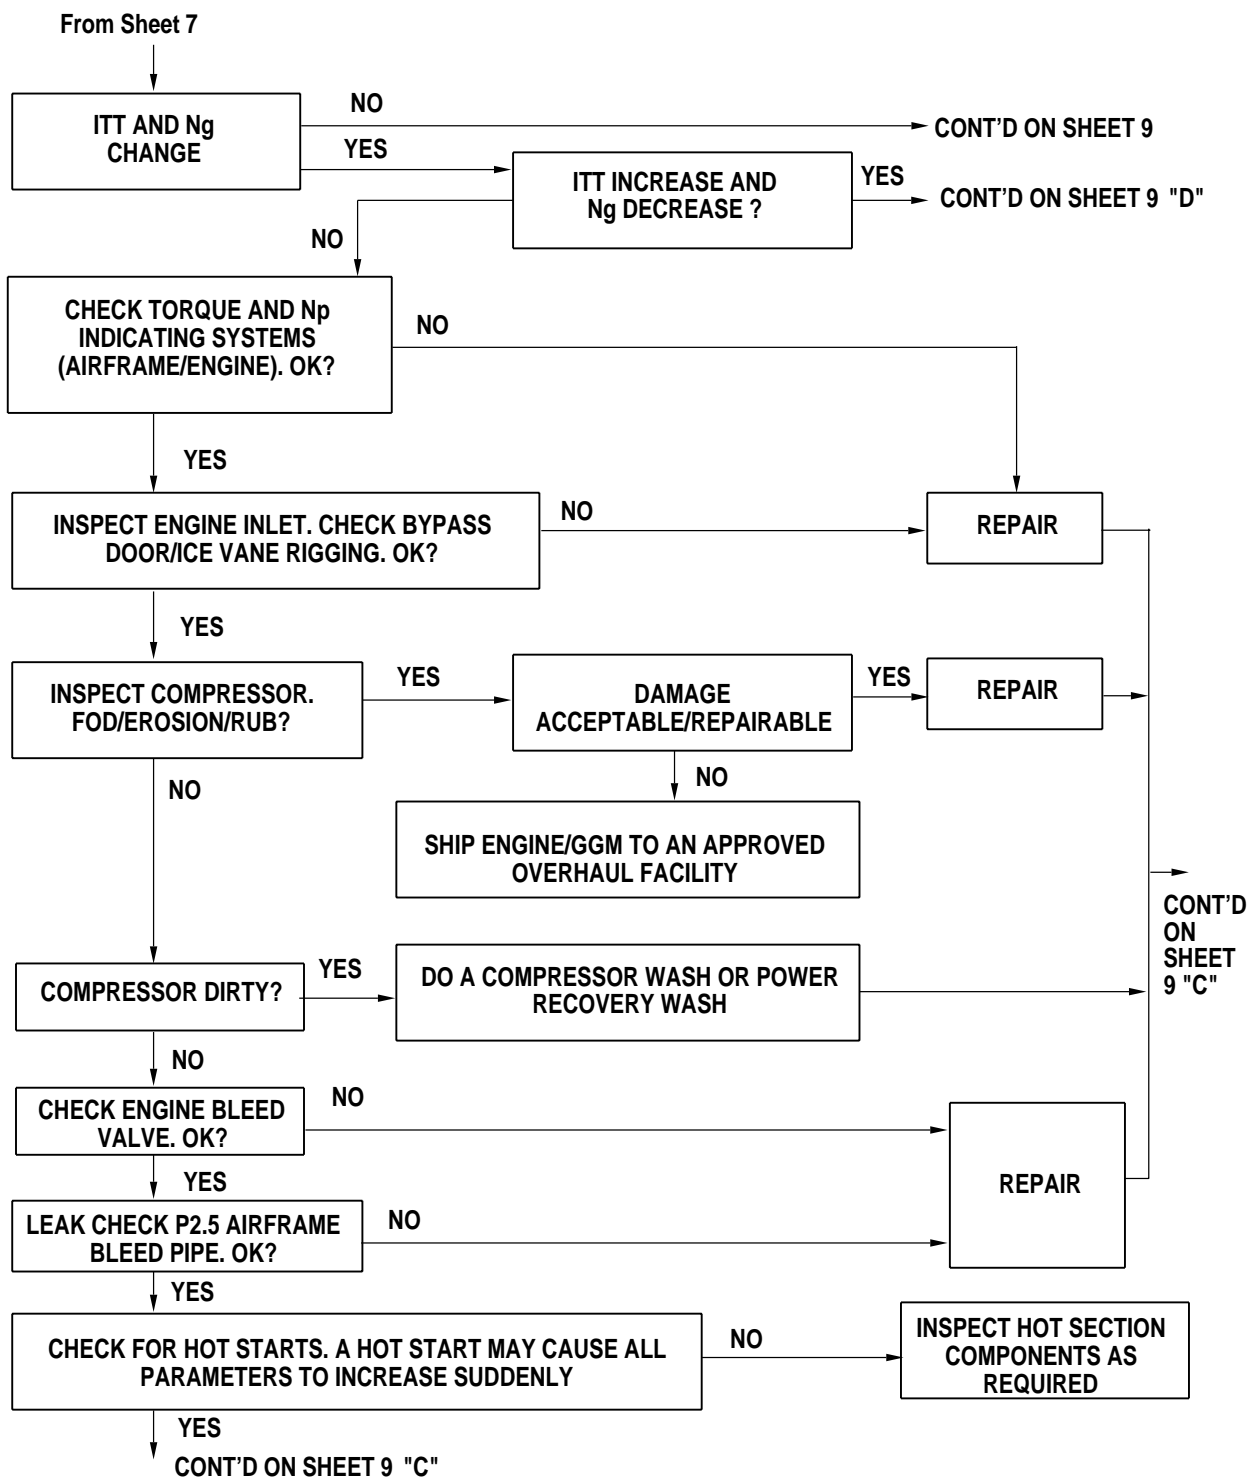 From Sheet 7
ITT AND Ng
CHANGE
NO
CONT'D ON SHEET 9
YES
ITT INCREASE AND
Ng DECREASE ?
YES
CONT'D ON SHEET 9 "D"
NO
CHECK TORQUE AND Np
INDICATING SYSTEMS
(AIRFRAME/ENGINE). OK?
NO
YES
INSPECT ENGINE INLET. CHECK BYPASS
DOOR/ICE VANE RIGGING. OK?
NO
REPAIR
YES
INSPECT COMPRESSOR.
FOD/EROSION/RUB?
YES
DAMAGE
ACCEPTABLE/REPAIRABLE
YES
REPAIR
NO
NO
SHIP ENGINE/GGM TO AN APPROVED
OVERHAUL FACILITY
CONT'D
ON
SHEET
9 "C"
COMPRESSOR DIRTY?
YES
DO A COMPRESSOR WASH OR POWER
RECOVERY WASH
NO
CHECK ENGINE BLEED
VALVE. OK?
NO
REPAIR
YES
LEAK CHECK P2.5 AIRFRAME
BLEED PIPE. OK?
NO
YES
CHECK FOR HOT STARTS. A HOT START MAY CAUSE ALL
PARAMETERS TO INCREASE SUDDENLY
NO
INSPECT HOT SECTION
COMPONENTS AS
REQUIRED
YES
CONT'D ON SHEET 9 "C"